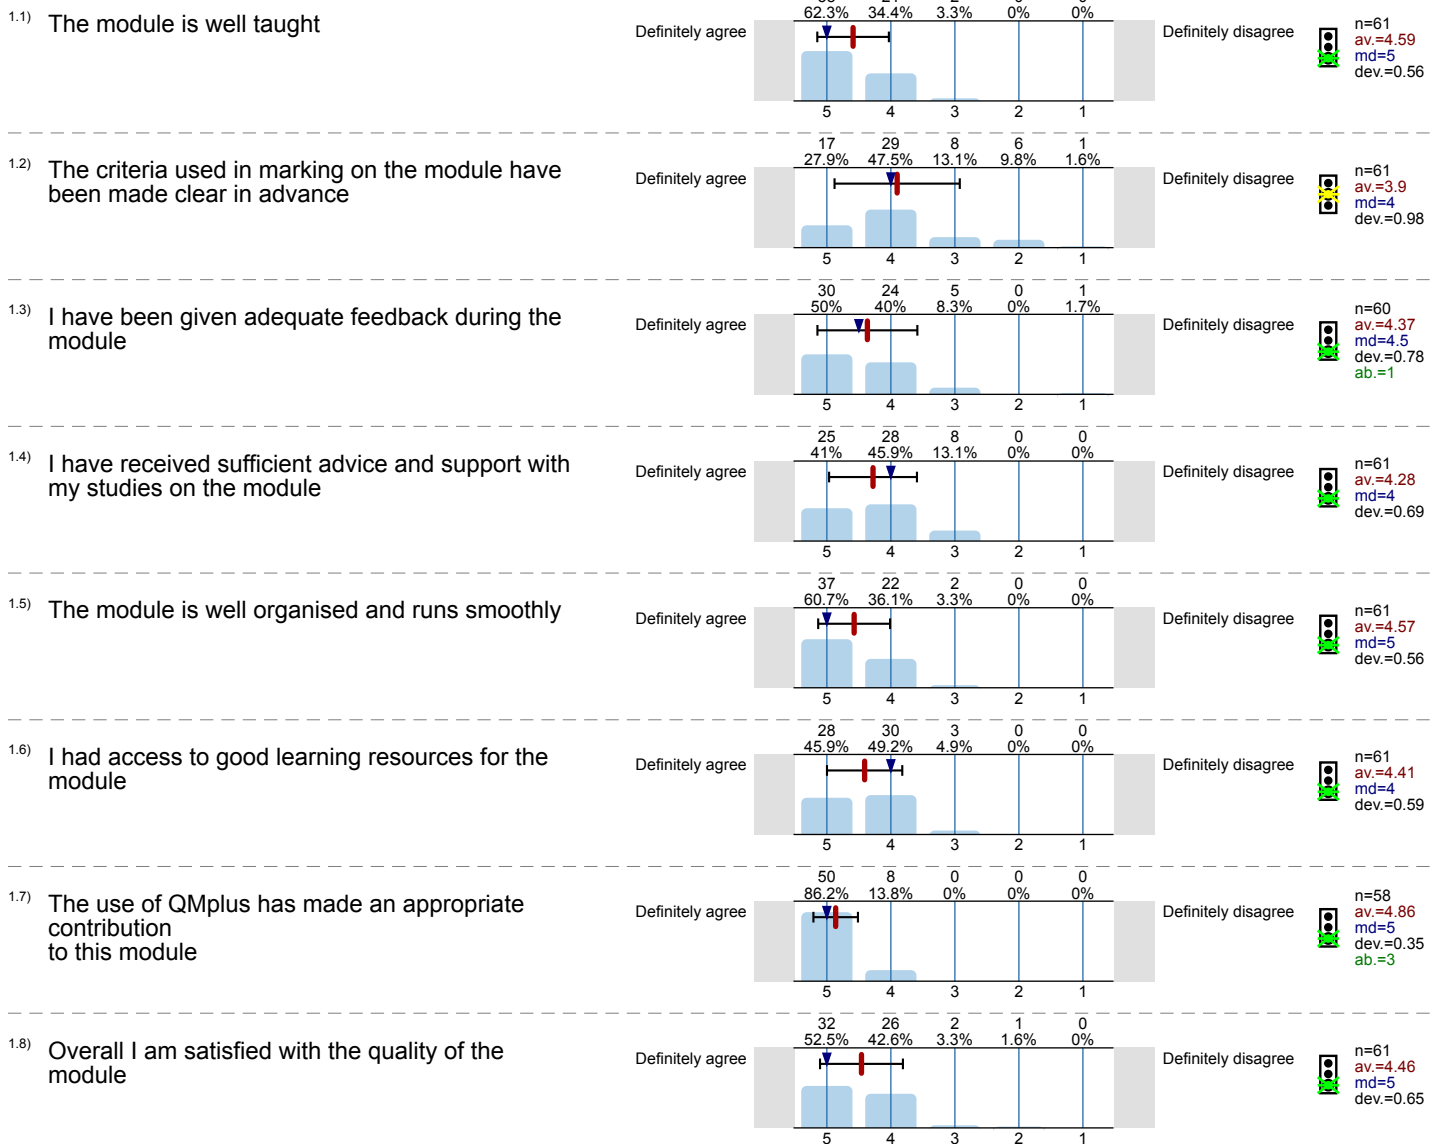 62.3% 34.4% 3.3% 0% 0%
1.1) The module is well taught
Definitely agree
Definitely disagree
n=61
av.=4.59
md=5
dev.=0.56
5 4 3 2 1
17 29 8 6 1
27.9% 47.5% 13.1% 9.8% 1.6%
1.2) The criteria used in marking on the module have
been made clear in advance
Definitely agree
Definitely disagree
n=61
av.=3.9
md=4
dev.=0.98
5 4 3 2 1
30 24 5 0 1
50% 40% 8.3% 0% 1.7%
1.3) I have been given adequate feedback during the
module
Definitely agree
Definitely disagree
n=60
av.=4.37
md=4.5
dev.=0.78
ab.=1
5 4 3 2 1
25 28 8 0 0
41% 45.9% 13.1% 0% 0%
1.4) I have received sufficient advice and support with
my studies on the module
Definitely agree
Definitely disagree
n=61
av.=4.28
md=4
dev.=0.69
5 4 3 2 1
37 22 2 0 0
60.7% 36.1% 3.3% 0% 0%
1.5) The module is well organised and runs smoothly
Definitely agree
Definitely disagree
n=61
av.=4.57
md=5
dev.=0.56
5 4 3 2 1
28 30 3 0 0
45.9% 49.2% 4.9% 0% 0%
1.6) I had access to good learning resources for the
module
Definitely agree
Definitely disagree
n=61
av.=4.41
md=4
dev.=0.59
5 4 3 2 1
50 8 0 0 0
86.2% 13.8% 0% 0% 0%
1.7) The use of QMplus has made an appropriate
contribution
to this module
Definitely agree
Definitely disagree
n=58
av.=4.86
md=5
dev.=0.35
ab.=3
5 4 3 2 1
32 26 2 1 0
52.5% 42.6% 3.3% 1.6% 0%
1.8) Overall I am satisfied with the quality of the
module
Definitely agree
Definitely disagree
n=61
av.=4.46
md=5
dev.=0.65
5 4 3 2 1